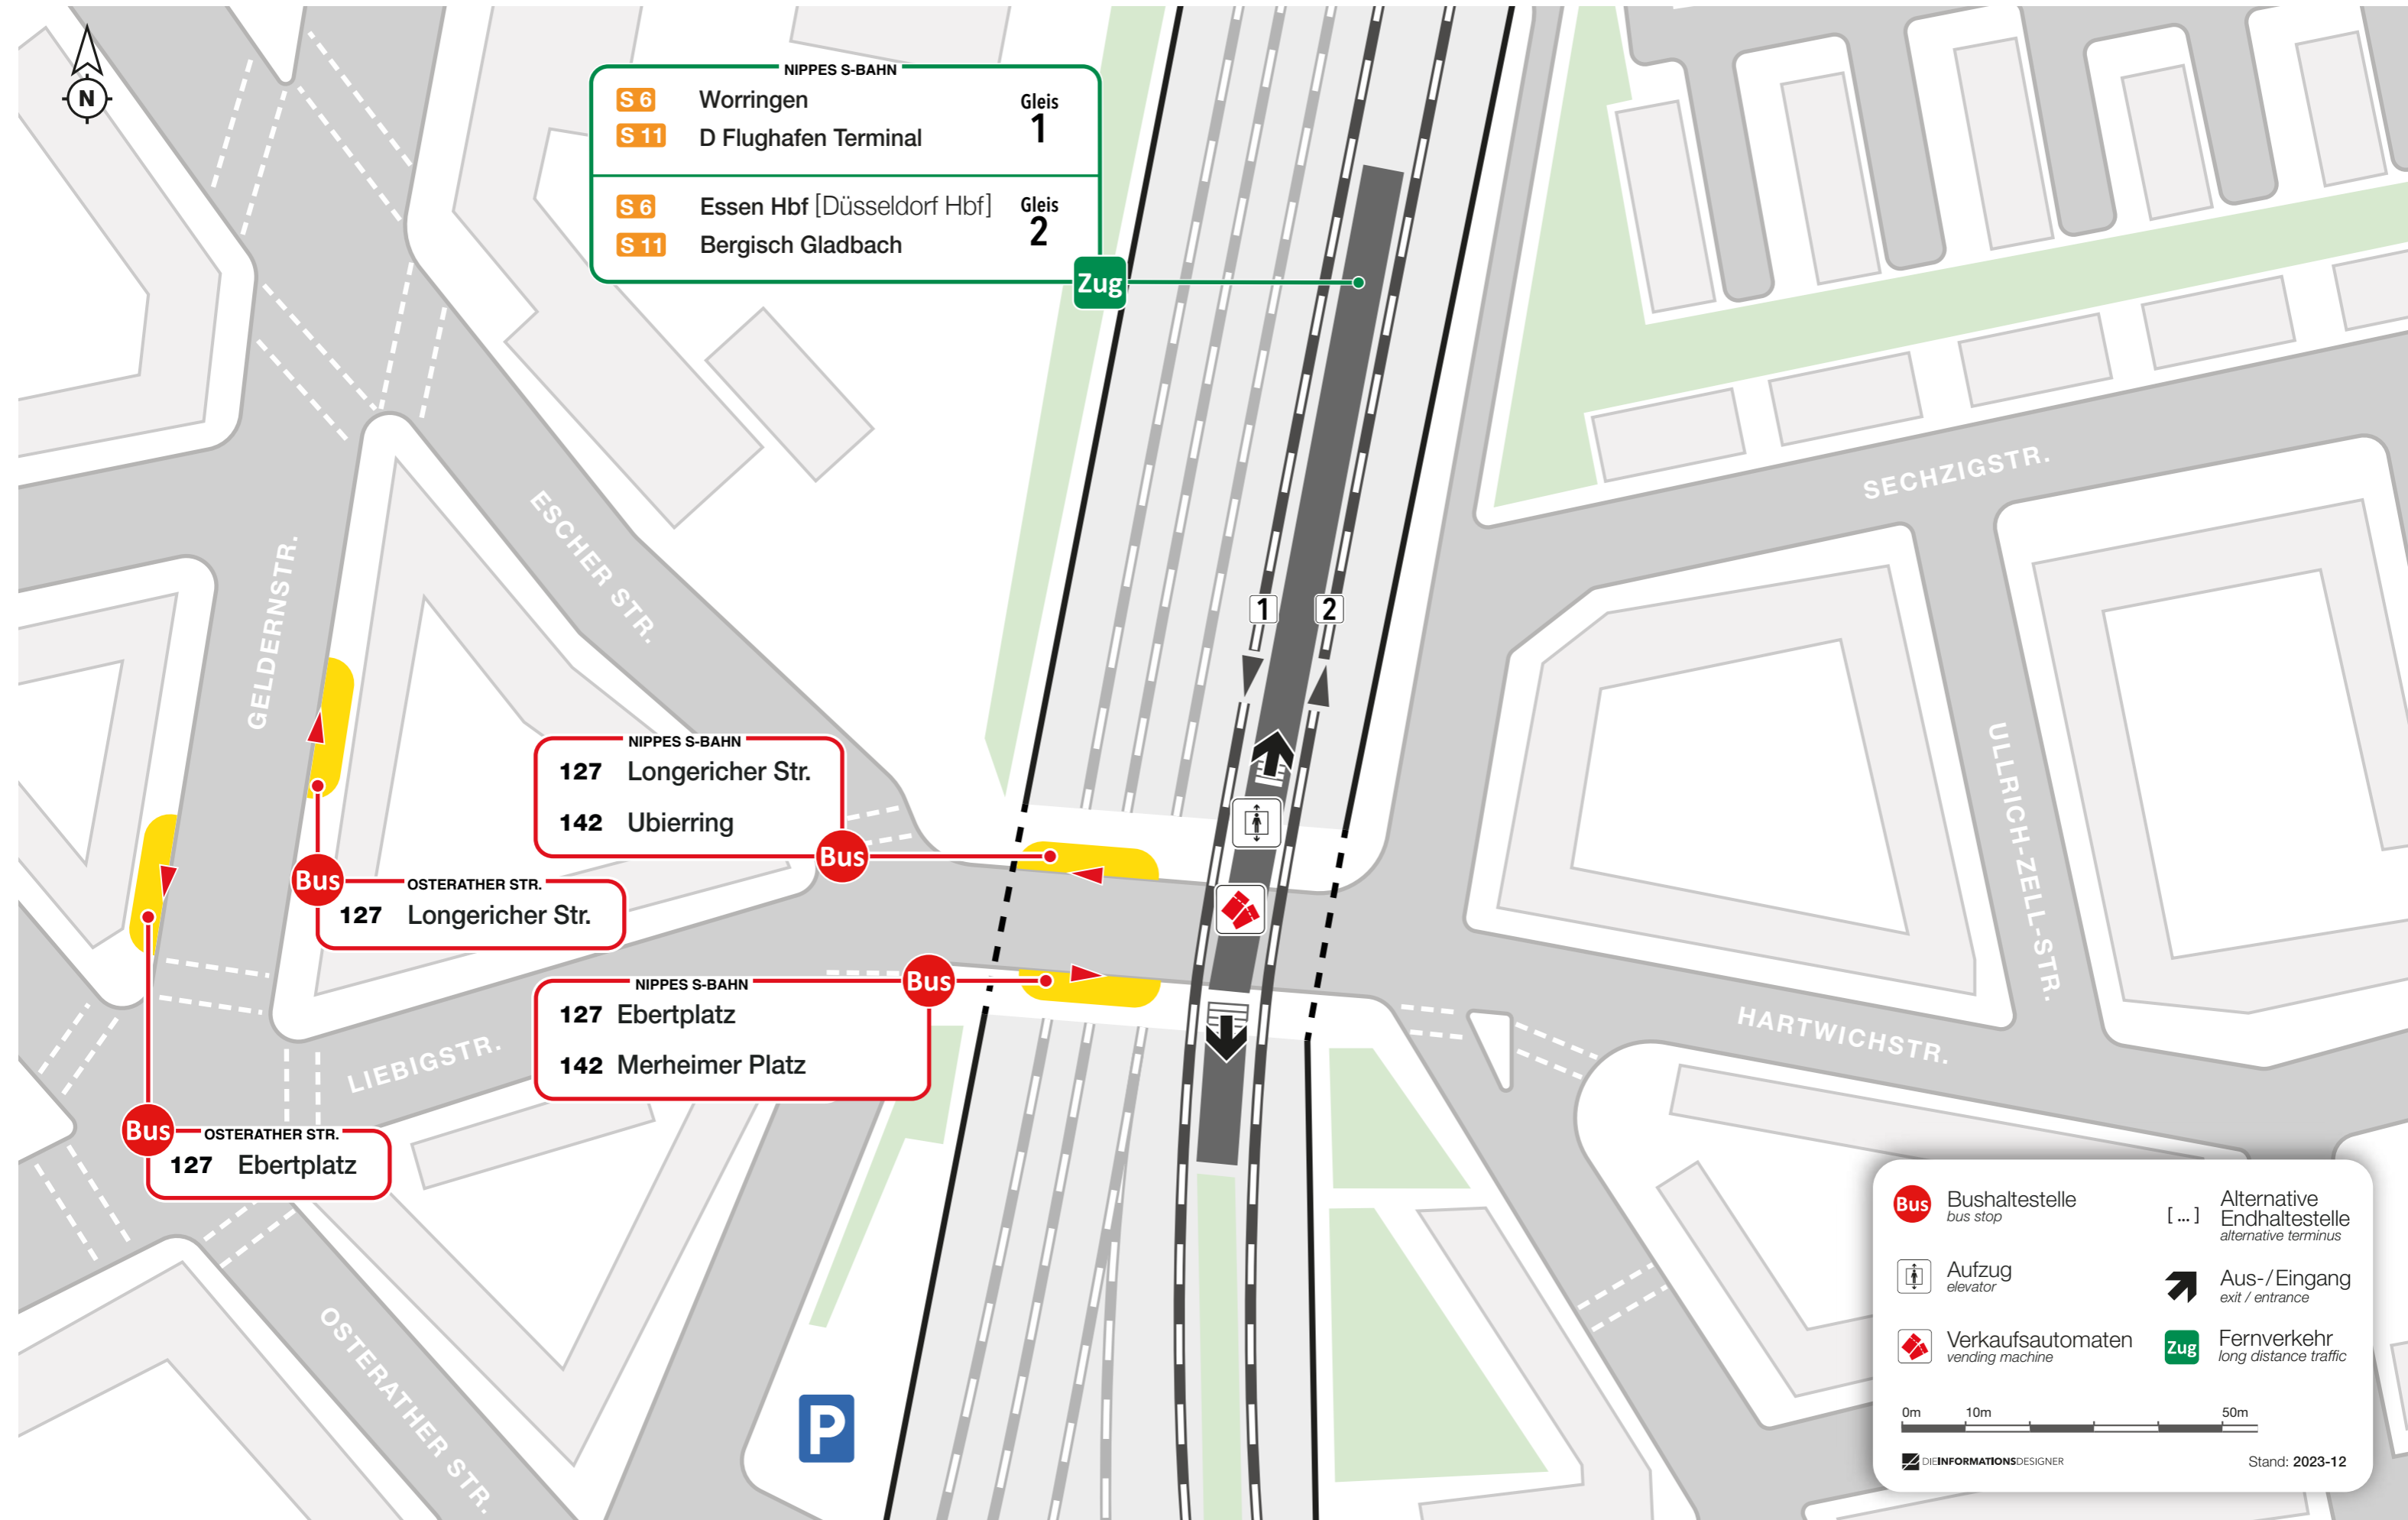 N
NIPPES S-BAHN
S 6 Worringen
S 11 D Flughafen Terminal
Gleis
1
S 6 Essen Hbf [Düsseldorf Hbf]
S 11 Bergisch Gladbach
Gleis
2
Zug
SECHZIGSTR.
ESCHER STR.
GELDERNSTR.
1
2
ULLRICH-ZELL-STR.
NIPPES S-BAHN
127 Longericher Str.
142 Ubierring
Bus
Bus
OSTERATHER STR.
127 Longericher Str.
NIPPES S-BAHN
Bus
127 Ebertplatz
142 Merheimer Platz
HARTWICHSTR.
LIEBIGSTR.
Bus
OSTERATHER STR.
127 Ebertplatz
OSTERATHER STR.
P
Bus Bushaltestelle
bus stop
Aufzug
elevator
Verkaufsautomaten
vending machine
[ ... ] Alternative
Endhaltestelle
alternative terminus
Aus-/Eingang
exit / entrance
Zug Fernverkehr
long distance traffic
0m 10m 50m
DIEINFORMATIONSDESIGNER
Stand: 2023-12